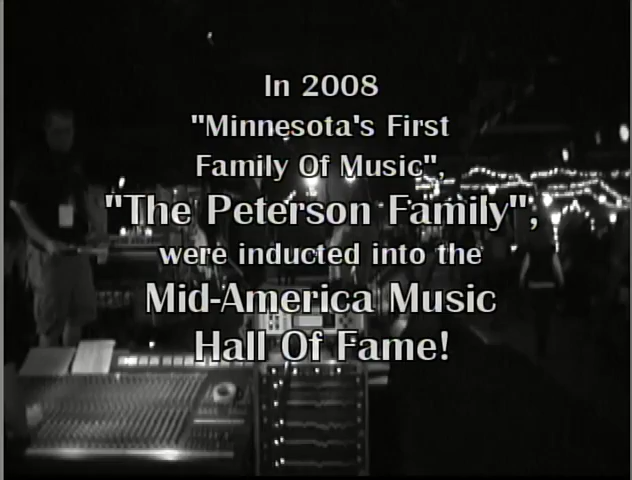 In 2008
"Minnesota's First
Family Of Music",
"The Peterson Family",
were inducted into the
Mid-America Music
Hall Of Fame!